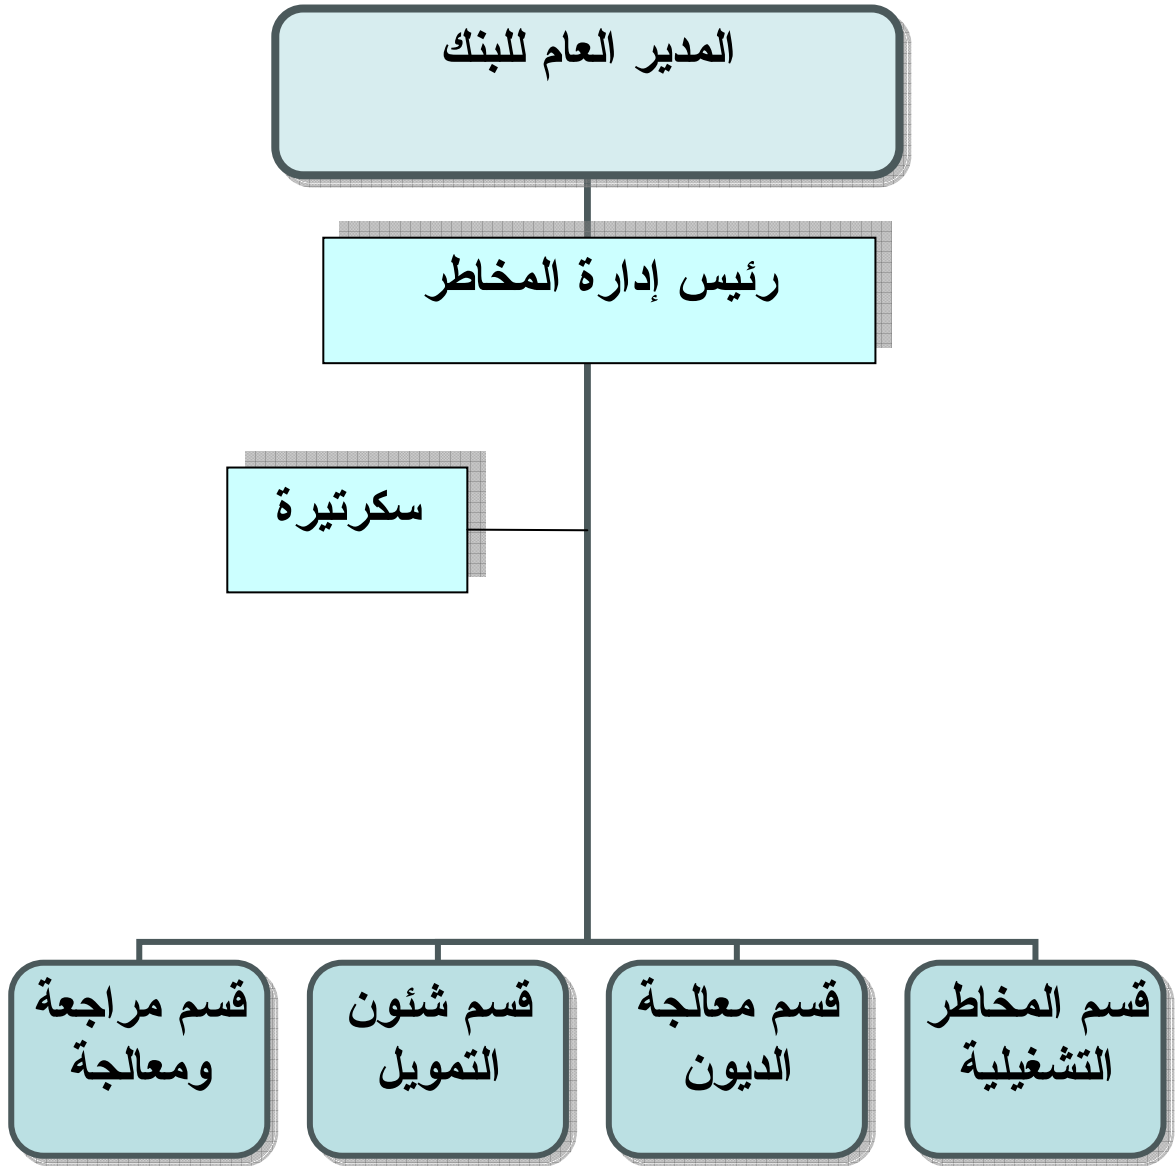 المدير العام للبنك
رئيس إدارة المخاطر
سكرتيرة
قسم المخاطر
التشغيلية
قسم معالجة
الديون
قسم شئون
التمويل
قسم مراجعة
ومعالجة